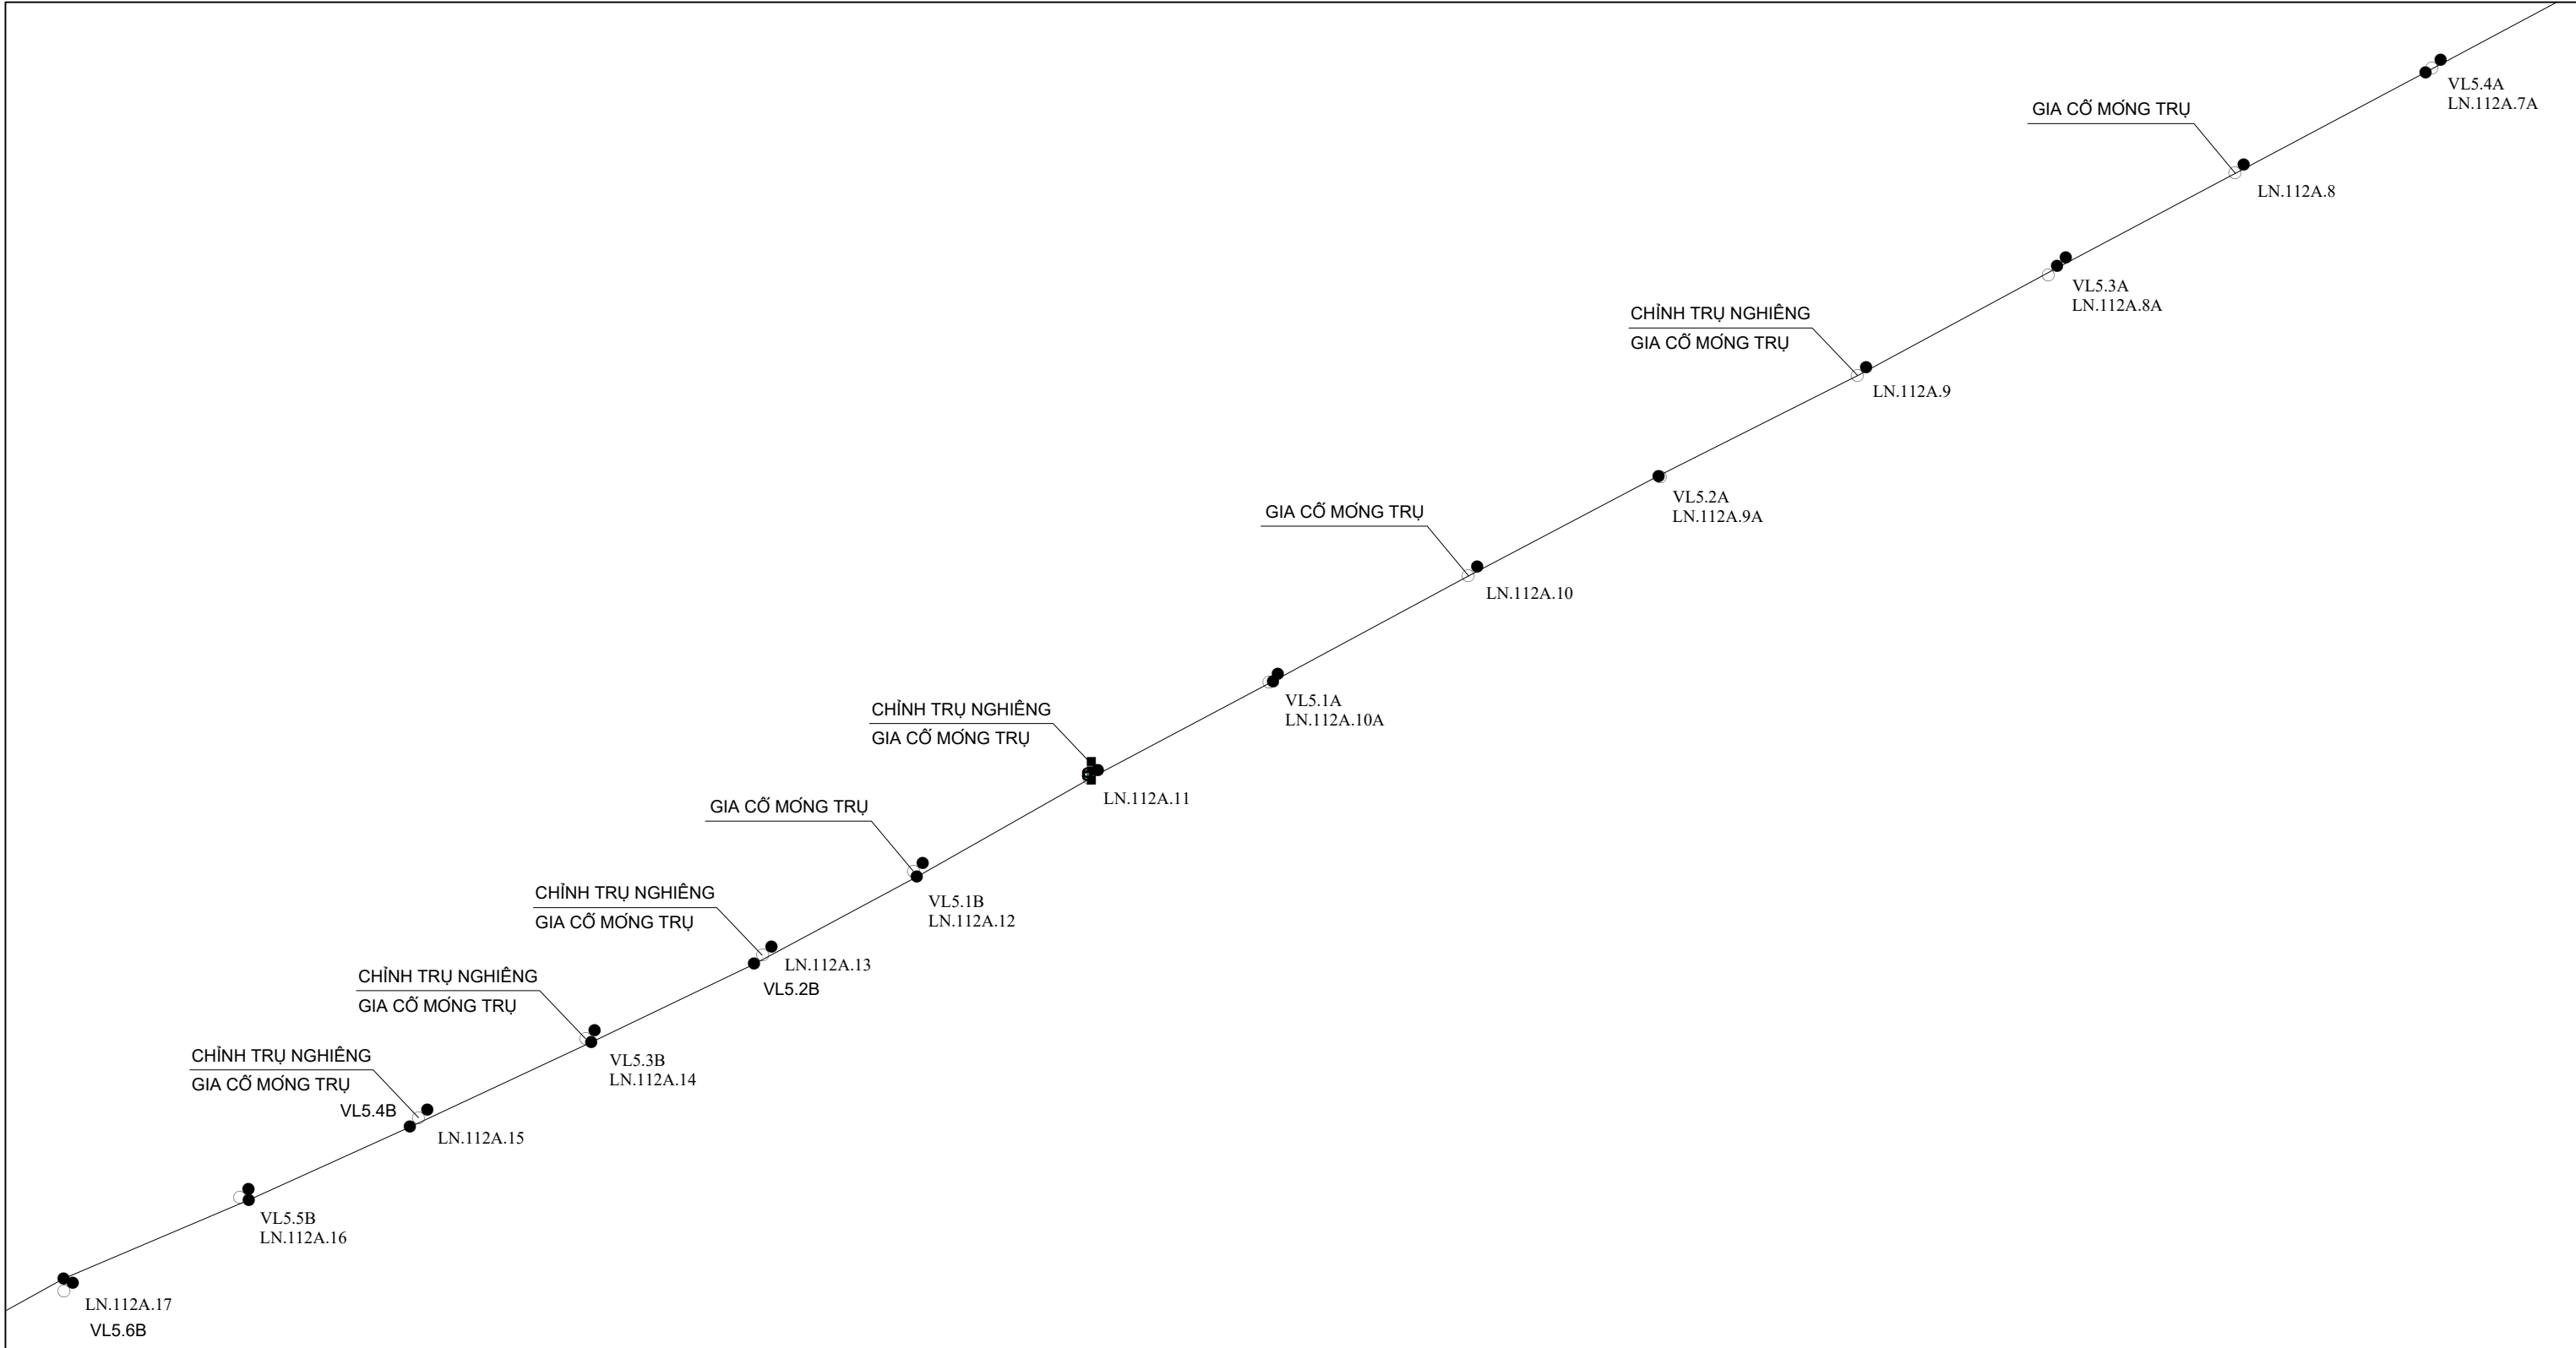 VL5.4A
LN.112A.7A
GIA CỐ MÓNG TRỤ
LN.112A.8
VL5.3A
LN.112A.8A
CHỈNH TRỤ NGHIÊNG
GIA CỐ MÓNG TRỤ
LN.112A.9
VL5.2A
LN.112A.9A
GIA CỐ MÓNG TRỤ
LN.112A.10
VL5.1A
LN.112A.10A
CHỈNH TRỤ NGHIÊNG
GIA CỐ MÓNG TRỤ
LN.112A.11
GIA CỐ MÓNG TRỤ
VL5.1B
LN.112A.12
CHỈNH TRỤ NGHIÊNG
GIA CỐ MÓNG TRỤ
LN.112A.13
VL5.2B
CHỈNH TRỤ NGHIÊNG
GIA CỐ MÓNG TRỤ
VL5.3B
LN.112A.14
CHỈNH TRỤ NGHIÊNG
GIA CỐ MÓNG TRỤ
VL5.4B
LN.112A.15
VL5.5B
LN.112A.16
LN.112A.17
VL5.6B